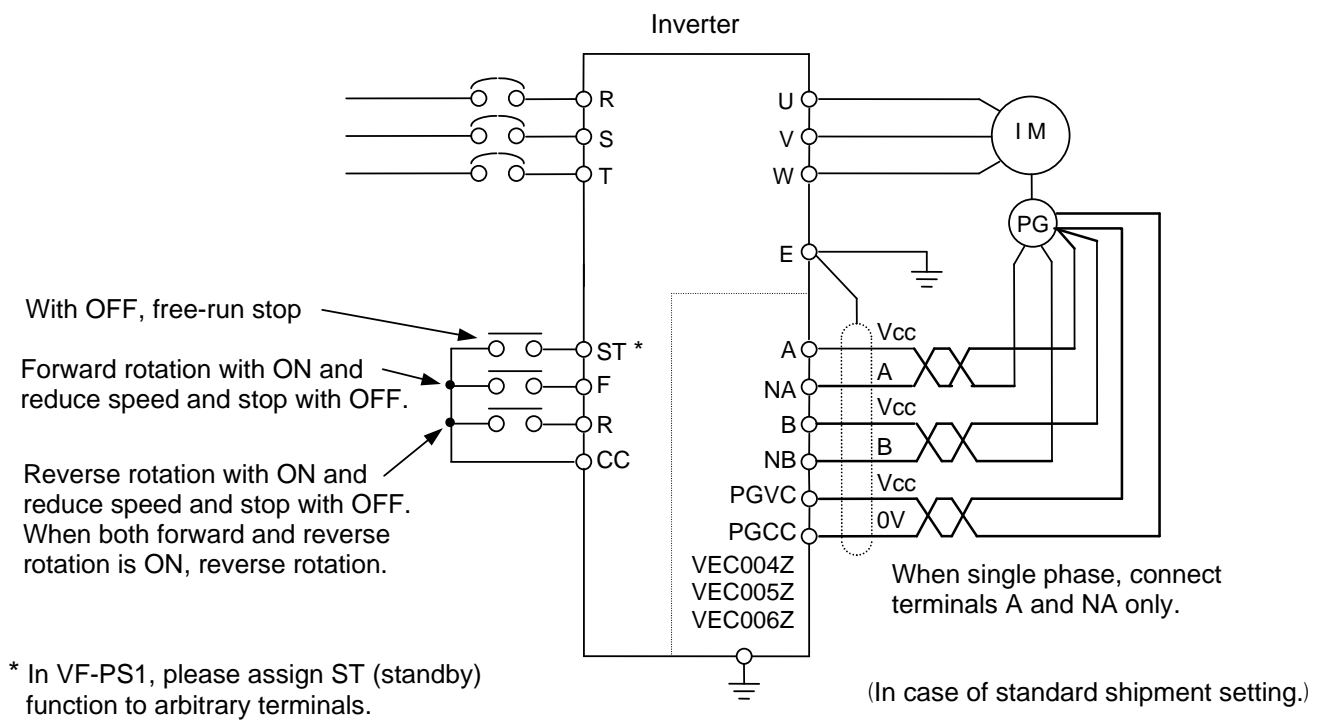 Inverter
R
S
T
U
V
W
IM
PG
E
With OFF, free-run stop
Forward rotation with ON and
reduce speed and stop with OFF.
Reverse rotation with ON and
reduce speed and stop with OFF.
When both forward and reverse
rotation is ON, reverse rotation.
ST *
F
R
CC
A
NA
B
NB
PGVC
PGCC
VEC004Z
VEC005Z
VEC006Z
Vcc
A
Vcc
B
Vcc
0V
When single phase, connect
terminals A and NA only.
* In VF-PS1, please assign ST (standby)
function to arbitrary terminals.
(In case of standard shipment setting.)